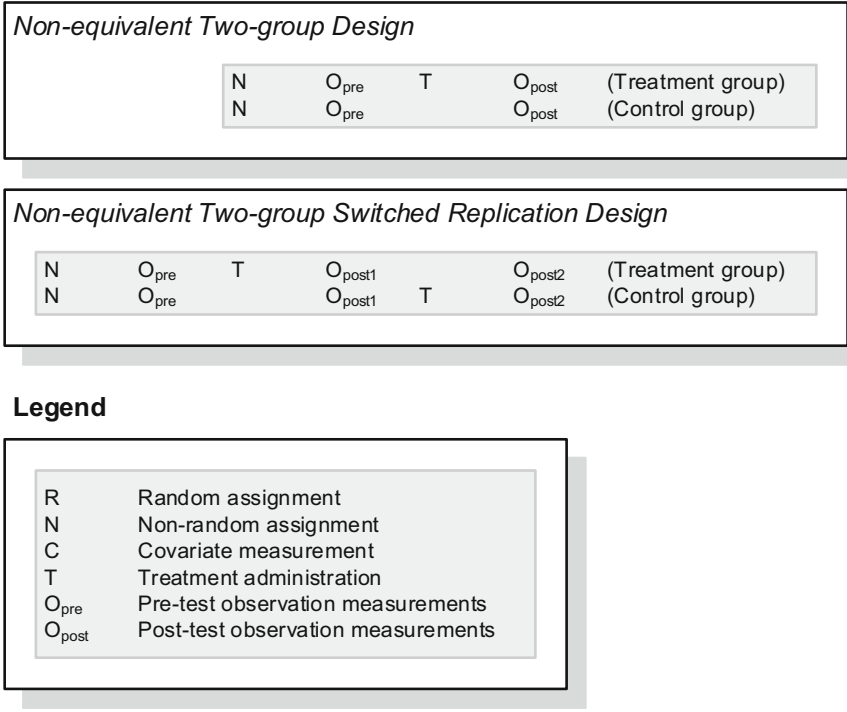 Non-equivalent Two-group Design
N O_pre T O_post (Treatment group)
N O_pre O_post (Control group)
Non-equivalent Two-group Switched Replication Design
N O_pre T O_post1 O_post2 (Treatment group)
N O_pre O_post1 T O_post2 (Control group)
Legend
R Random assignment
N Non-random assignment
C Covariate measurement
T Treatment administration
O_pre Pre-test observation measurements
O_post Post-test observation measurements